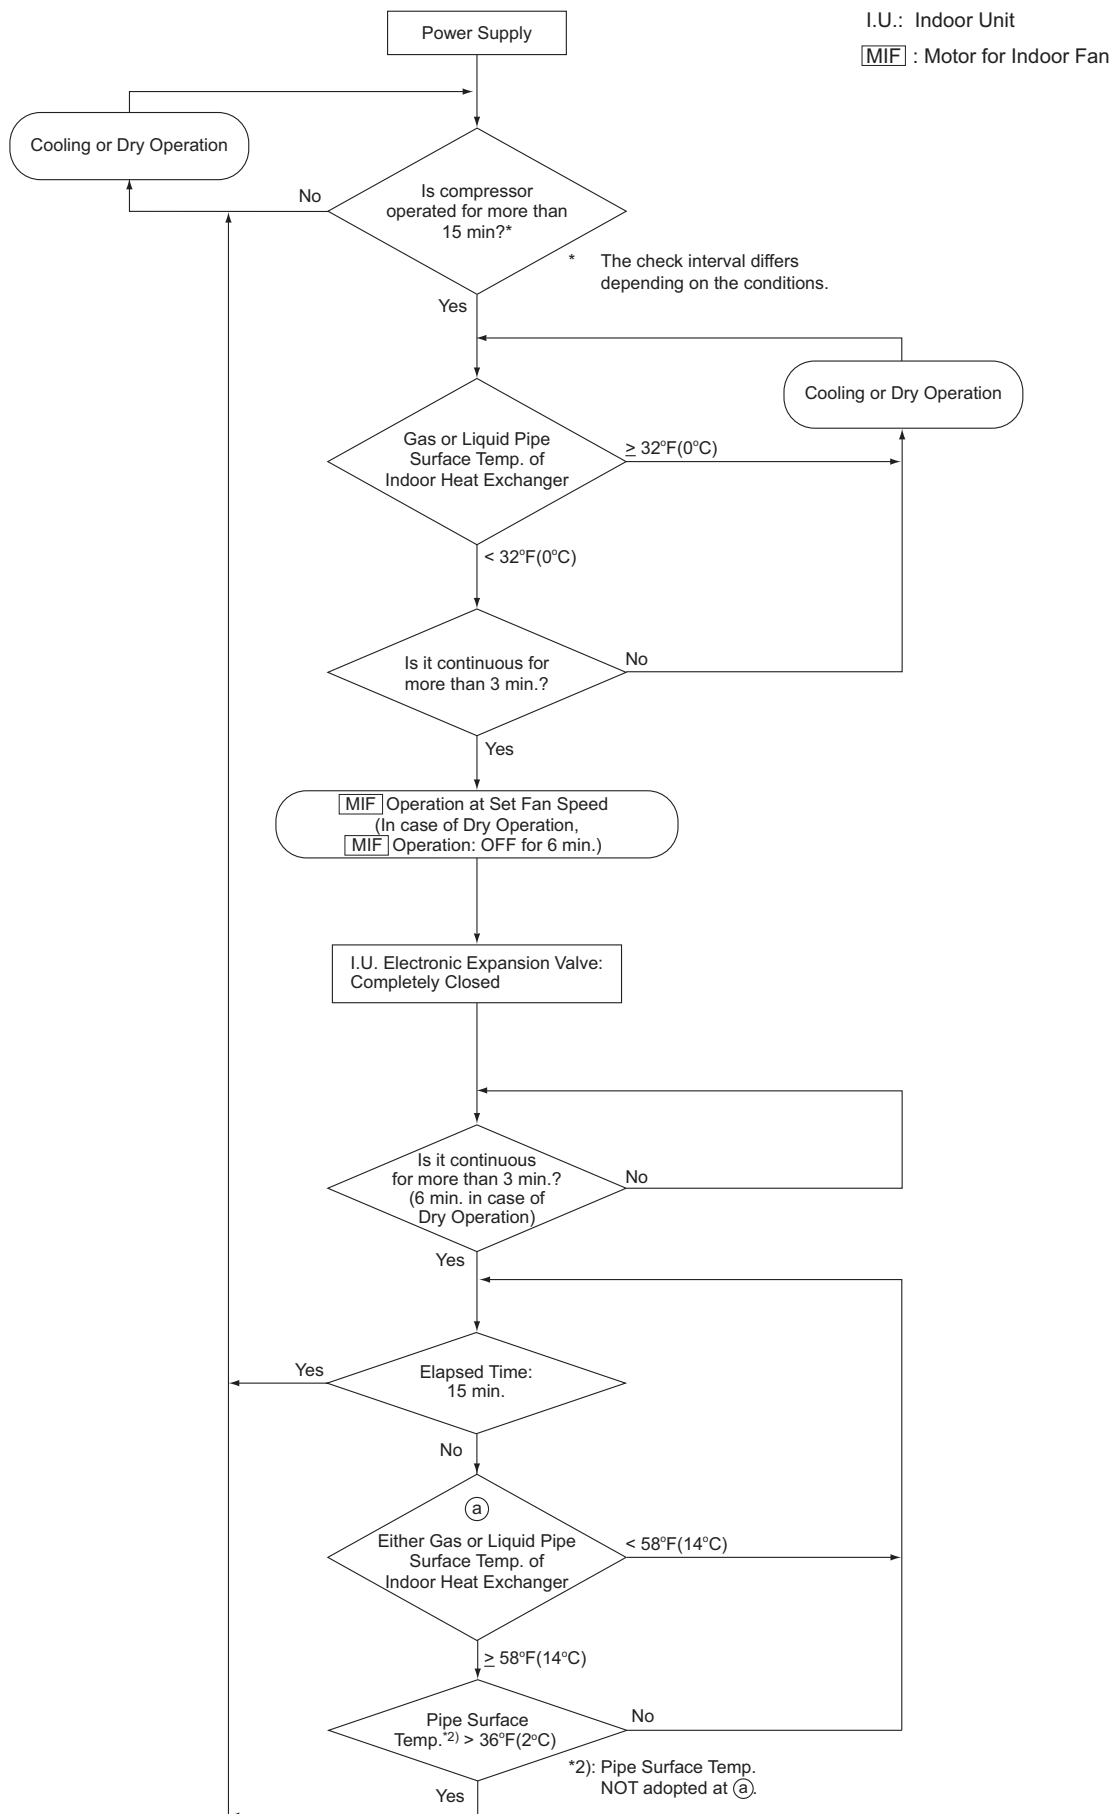 Power Supply
I.U.: Indoor Unit
MIF : Motor for Indoor Fan
Cooling or Dry Operation
No
Is compressor
operated for more than
15 min?*
* The check interval differs
depending on the conditions.
Yes
Cooling or Dry Operation
Gas or Liquid Pipe
Surface Temp. of
Indoor Heat Exchanger
≥ 32°F(0°C)
< 32°F(0°C)
Is it continuous for
more than 3 min.?
No
Yes
MIF Operation at Set Fan Speed
(In case of Dry Operation,
MIF Operation: OFF for 6 min.)
I.U. Electronic Expansion Valve:
Completely Closed
Is it continuous
for more than 3 min.?
(6 min. in case of
Dry Operation)
No
Yes
Yes
Elapsed Time:
15 min.
No
a
Either Gas or Liquid Pipe
Surface Temp. of
Indoor Heat Exchanger
< 58°F(14°C)
≥ 58°F(14°C)
Pipe Surface
Temp.*2) > 36°F(2°C)
No
*2): Pipe Surface Temp.
NOT adopted at a.
Yes